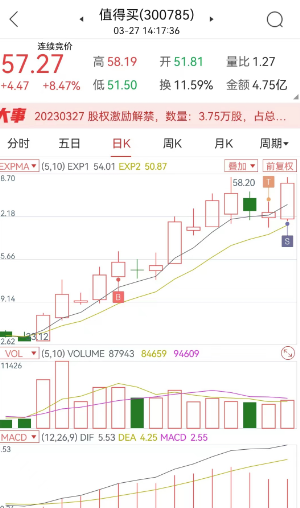 值得买(300785)
03-27 14:17:36
连续竞价
57.27
+4.47 +8.47%
高 58.19 开 51.81 量比 1.27
低 51.50 换 11.59% 金额 4.75亿
大事 20230327 股权激励解禁，数量：3.75万股，占总…
分时 五日 日K 周K 月K 周期
EXPMA (5,10) EXP1 54.01 EXP2 50.87 叠加 前复权
8.70
58.20 T
2.18
S
5.66
B
9.14
33.12
2.62
VOL (5,10) VOLUME 87943 84659 94609
11426
MACD (12,26,9) DIF 5.53 DEA 4.25 MACD 2.55
.53